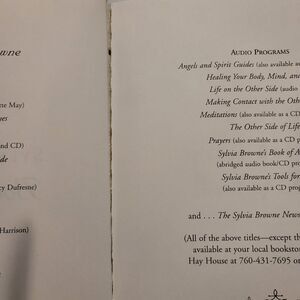 owne
ne May)
es
nd CD)
de
cy Dufresne)
Harrison)
AUDIO PROGRAMS
Angels and Spirit Guides (also available as
Healing Your Body, Mind, and
Life on the Other Side (audio
Making Contact with the Oth
Meditations (also available as a CD
The Other Side of Life
Prayers (also available as a CD p
Sylvia Browne's Book of A
(abridged audio book/CD prog
Sylvia Browne's Tools for
(also available as a CD prog
and . . . The Sylvia Browne News
(All of the above titles—except th
available at your local bookstor
Hay House at 760-431-7695 or